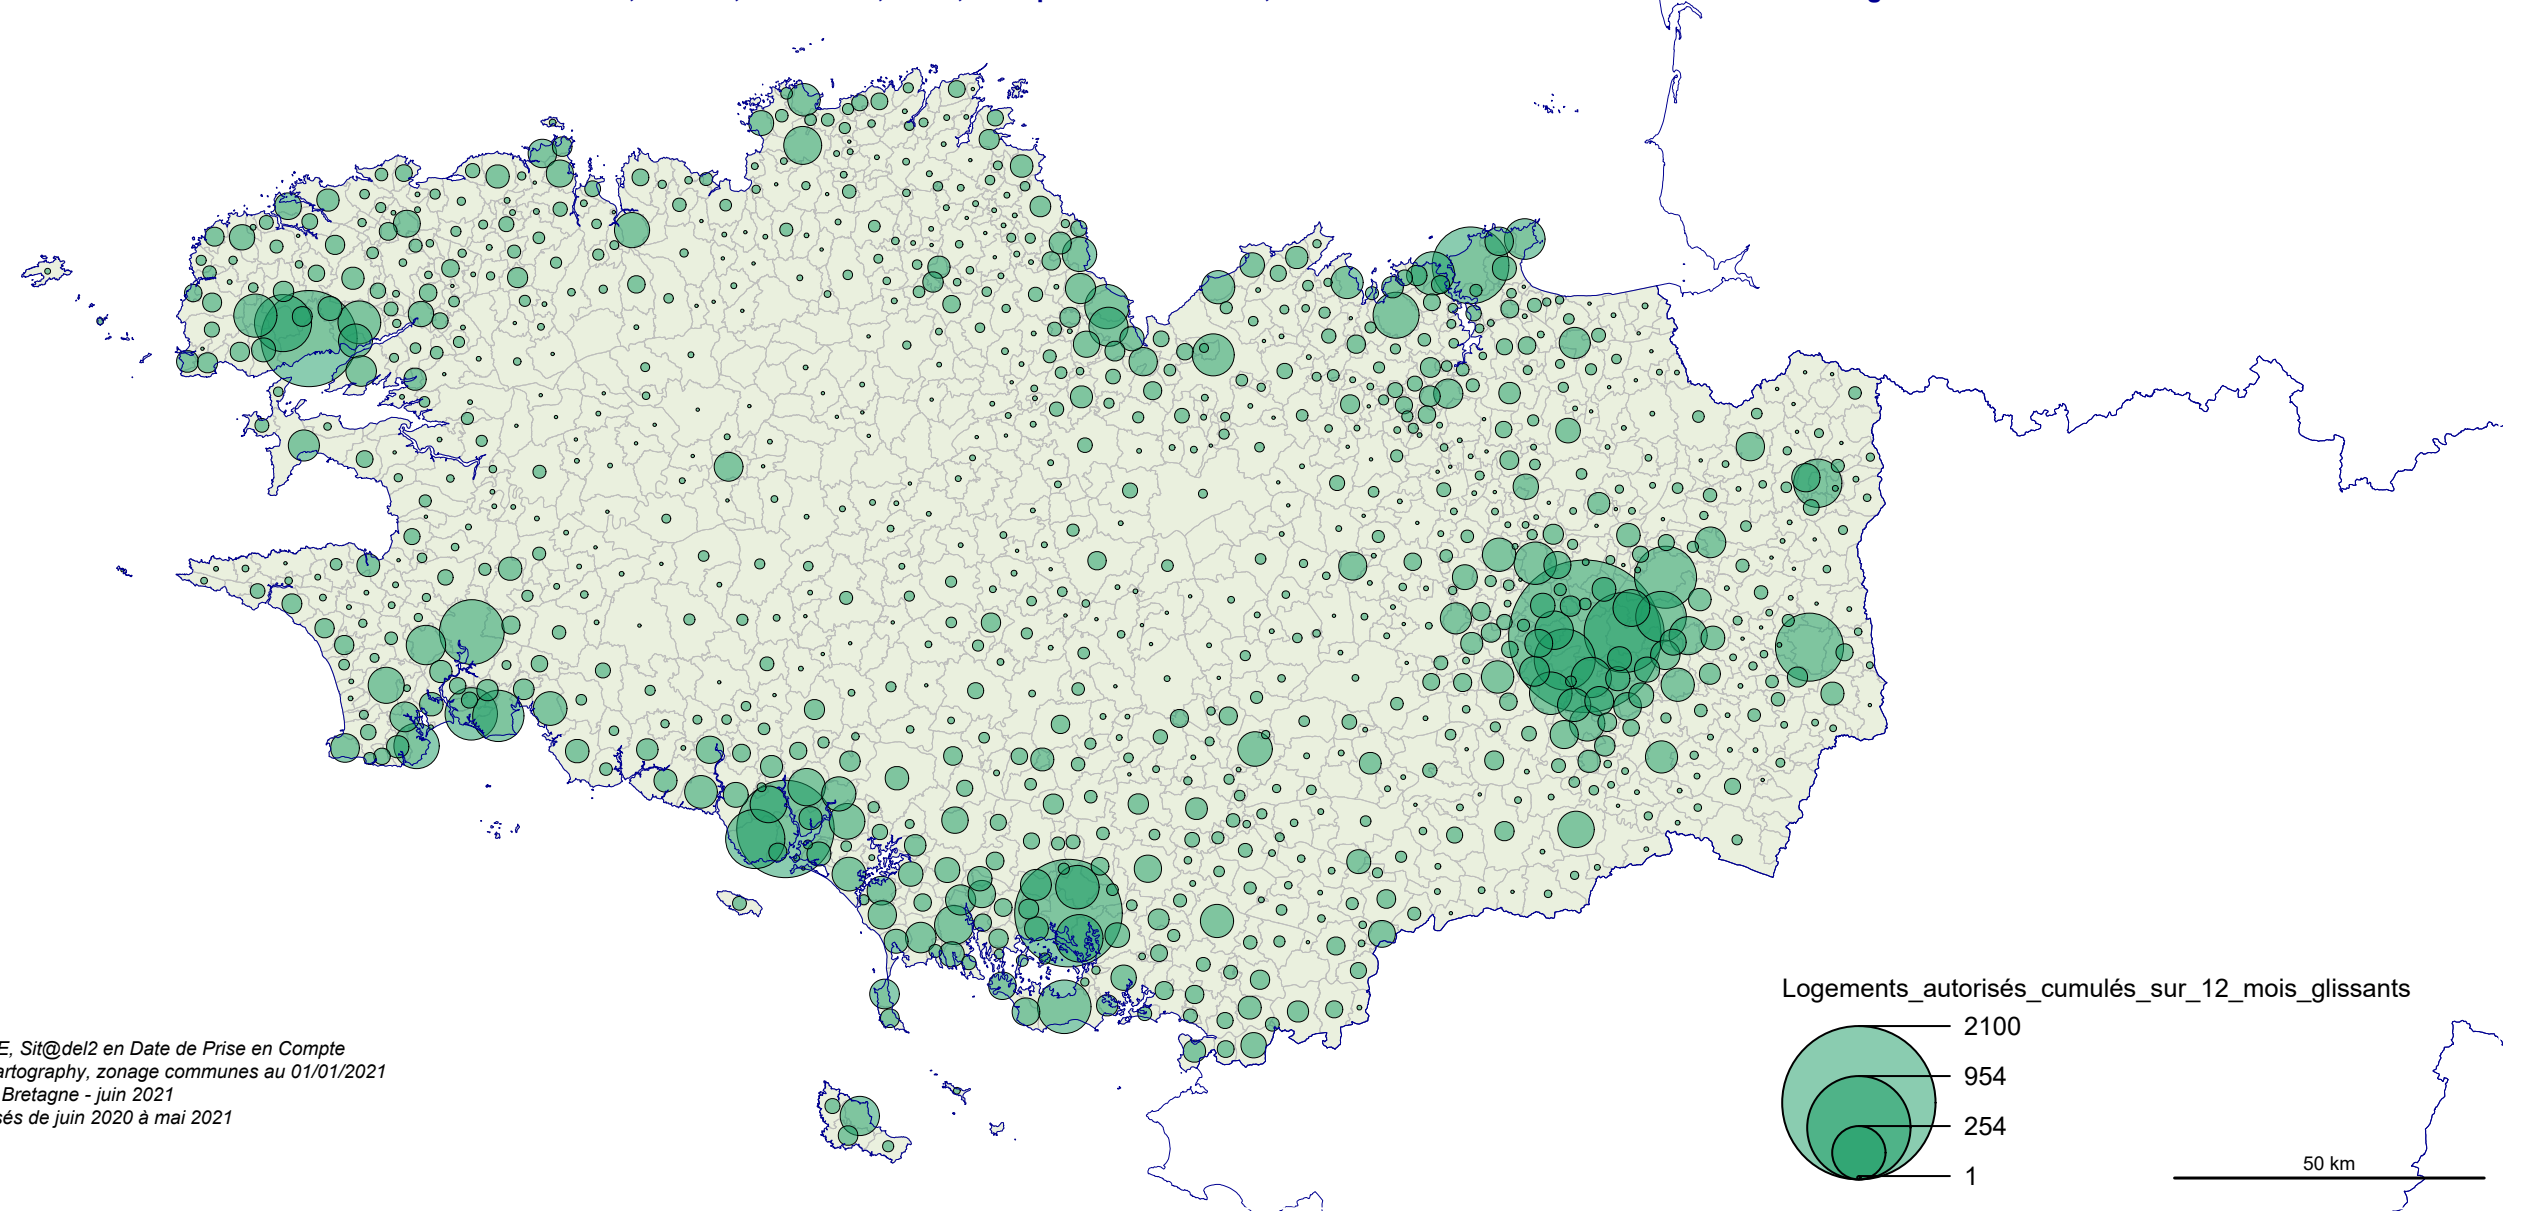 Logements_autorisés_cumulés_sur_12_mois_glissants
2100
954
254
1
50 km
E, Sit@del2 en Date de Prise en Compte
artography, zonage communes au 01/01/2021
Bretagne - juin 2021
sés de juin 2020 à mai 2021